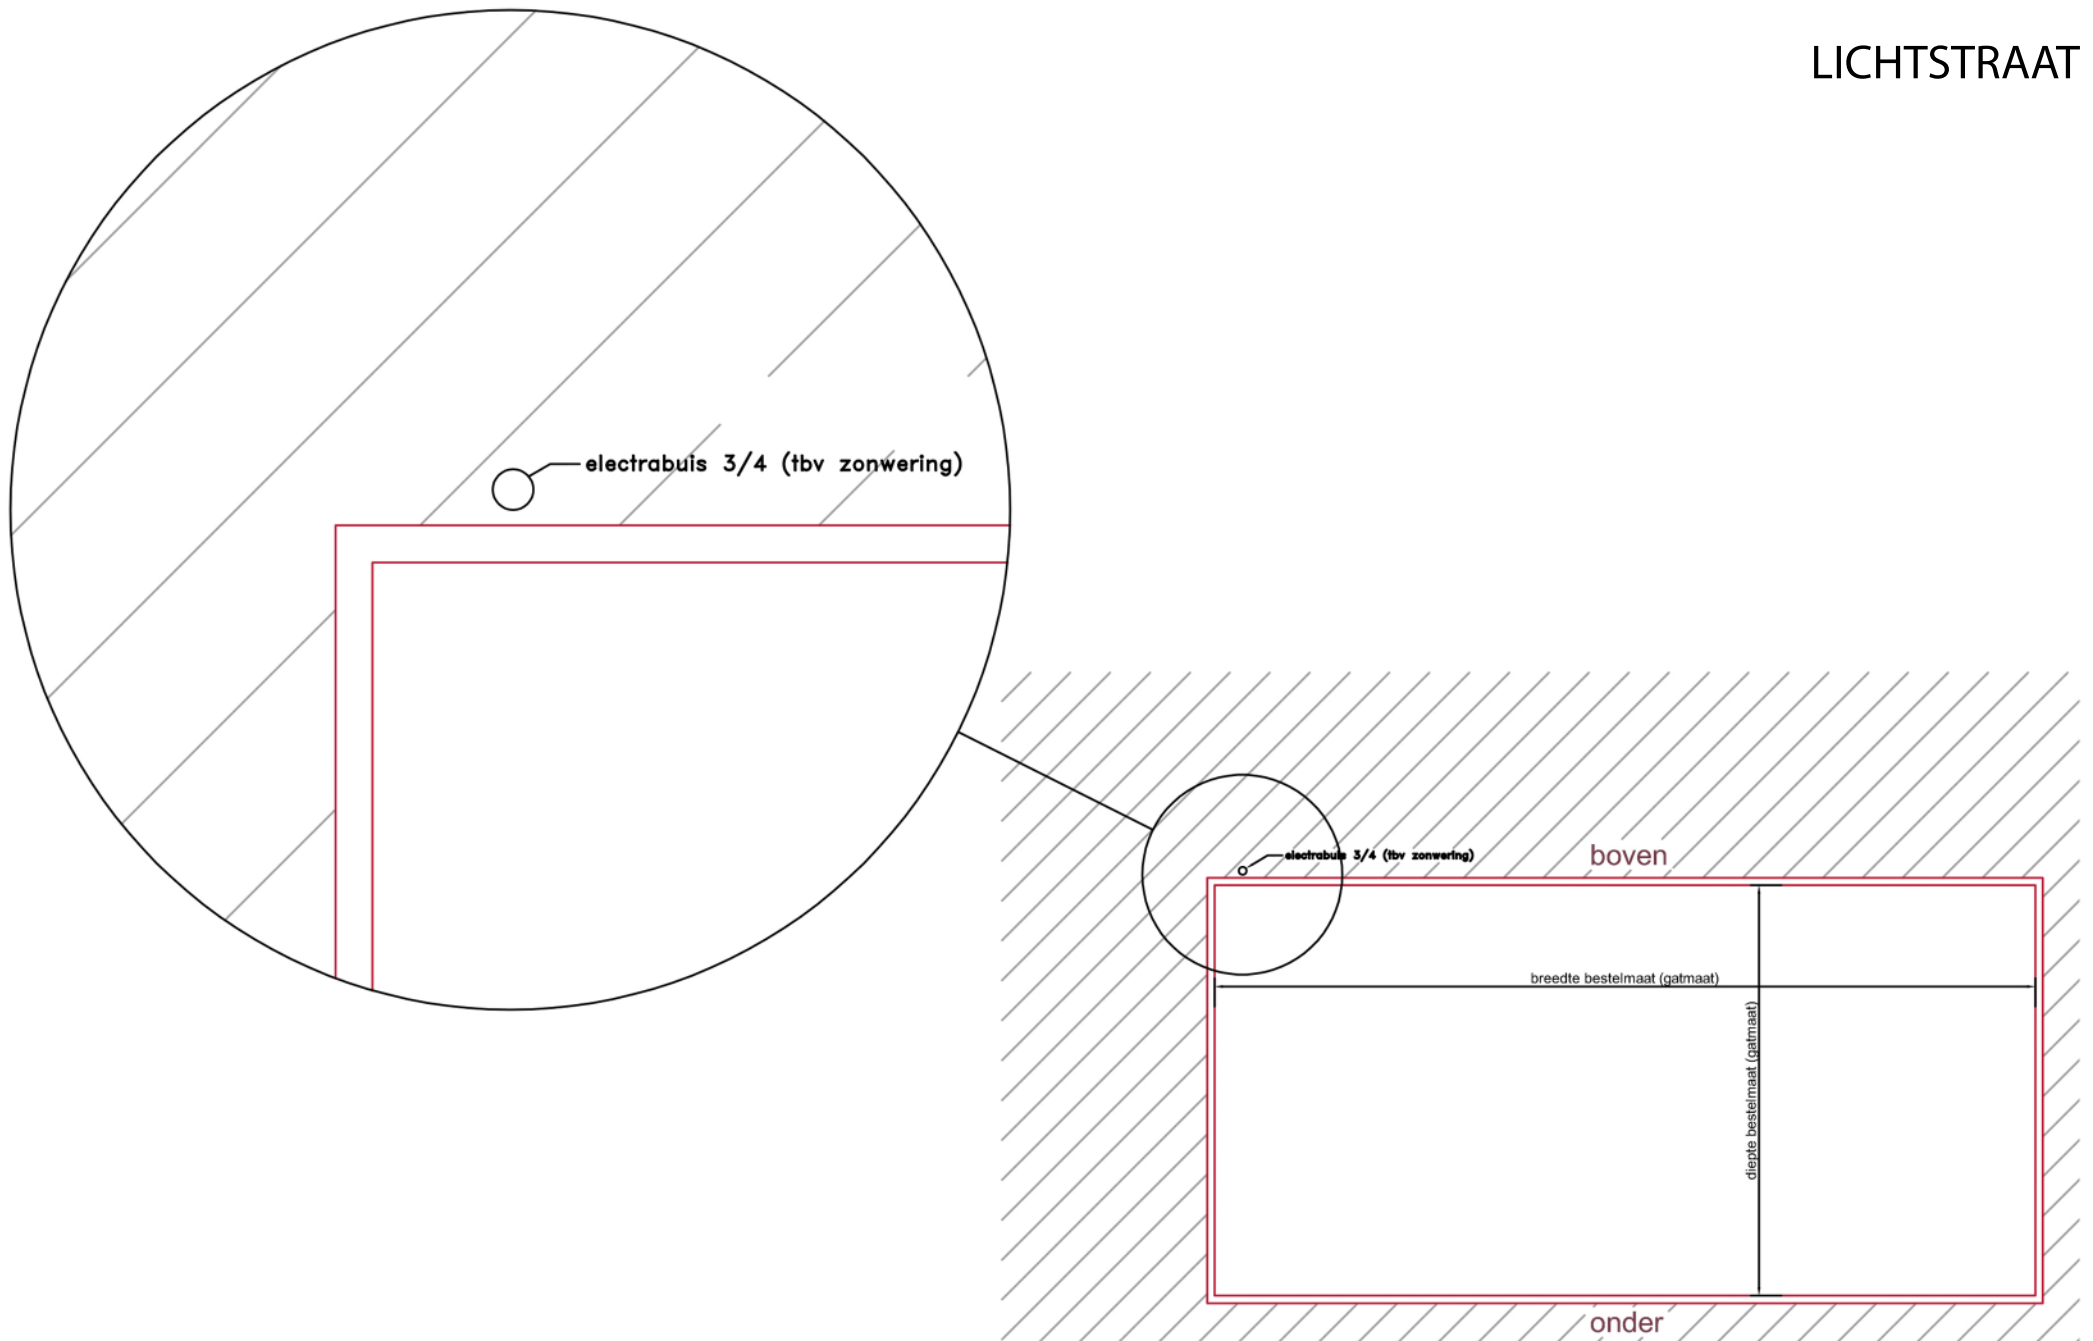 LICHTSTRAAT
electrabuis 3/4 (tbv zonwering)
electrabuis 3/4 (tbv zonwering)
boven
breedte bestelmaat (gatmaat)
diepte bestelmaat (gatmaat)
onder